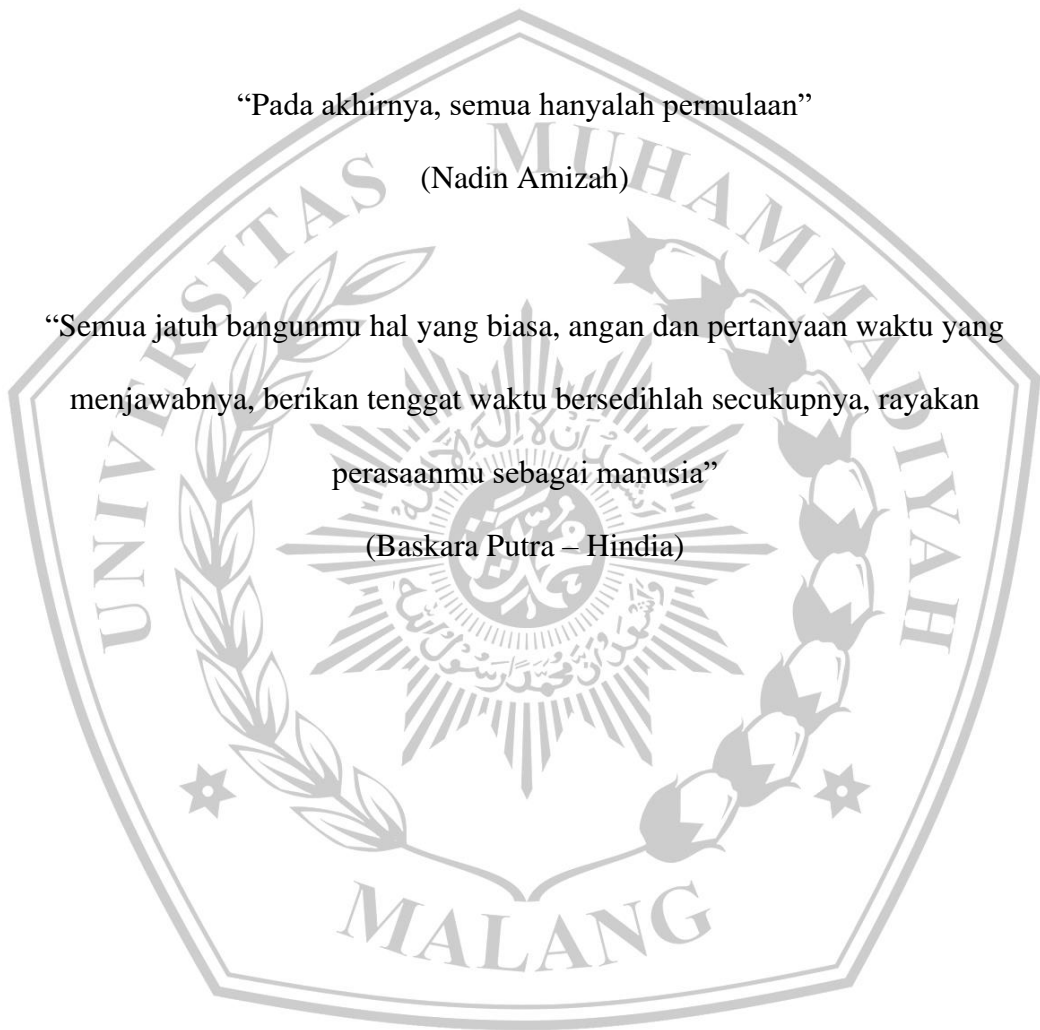 “Pada akhirnya, semua hanyalah permulaan”
(Nadin Amizah)
“Semua jatuh bangunmu hal yang biasa, angan dan pertanyaan waktu yang
menjawabnya, berikan tenggat waktu bersedihlah secukupnya, rayakan
perasaanmu sebagai manusia”
(Baskara Putra – Hindia)
UNIVERSITAS MUHAMMADIYAH
MALANG